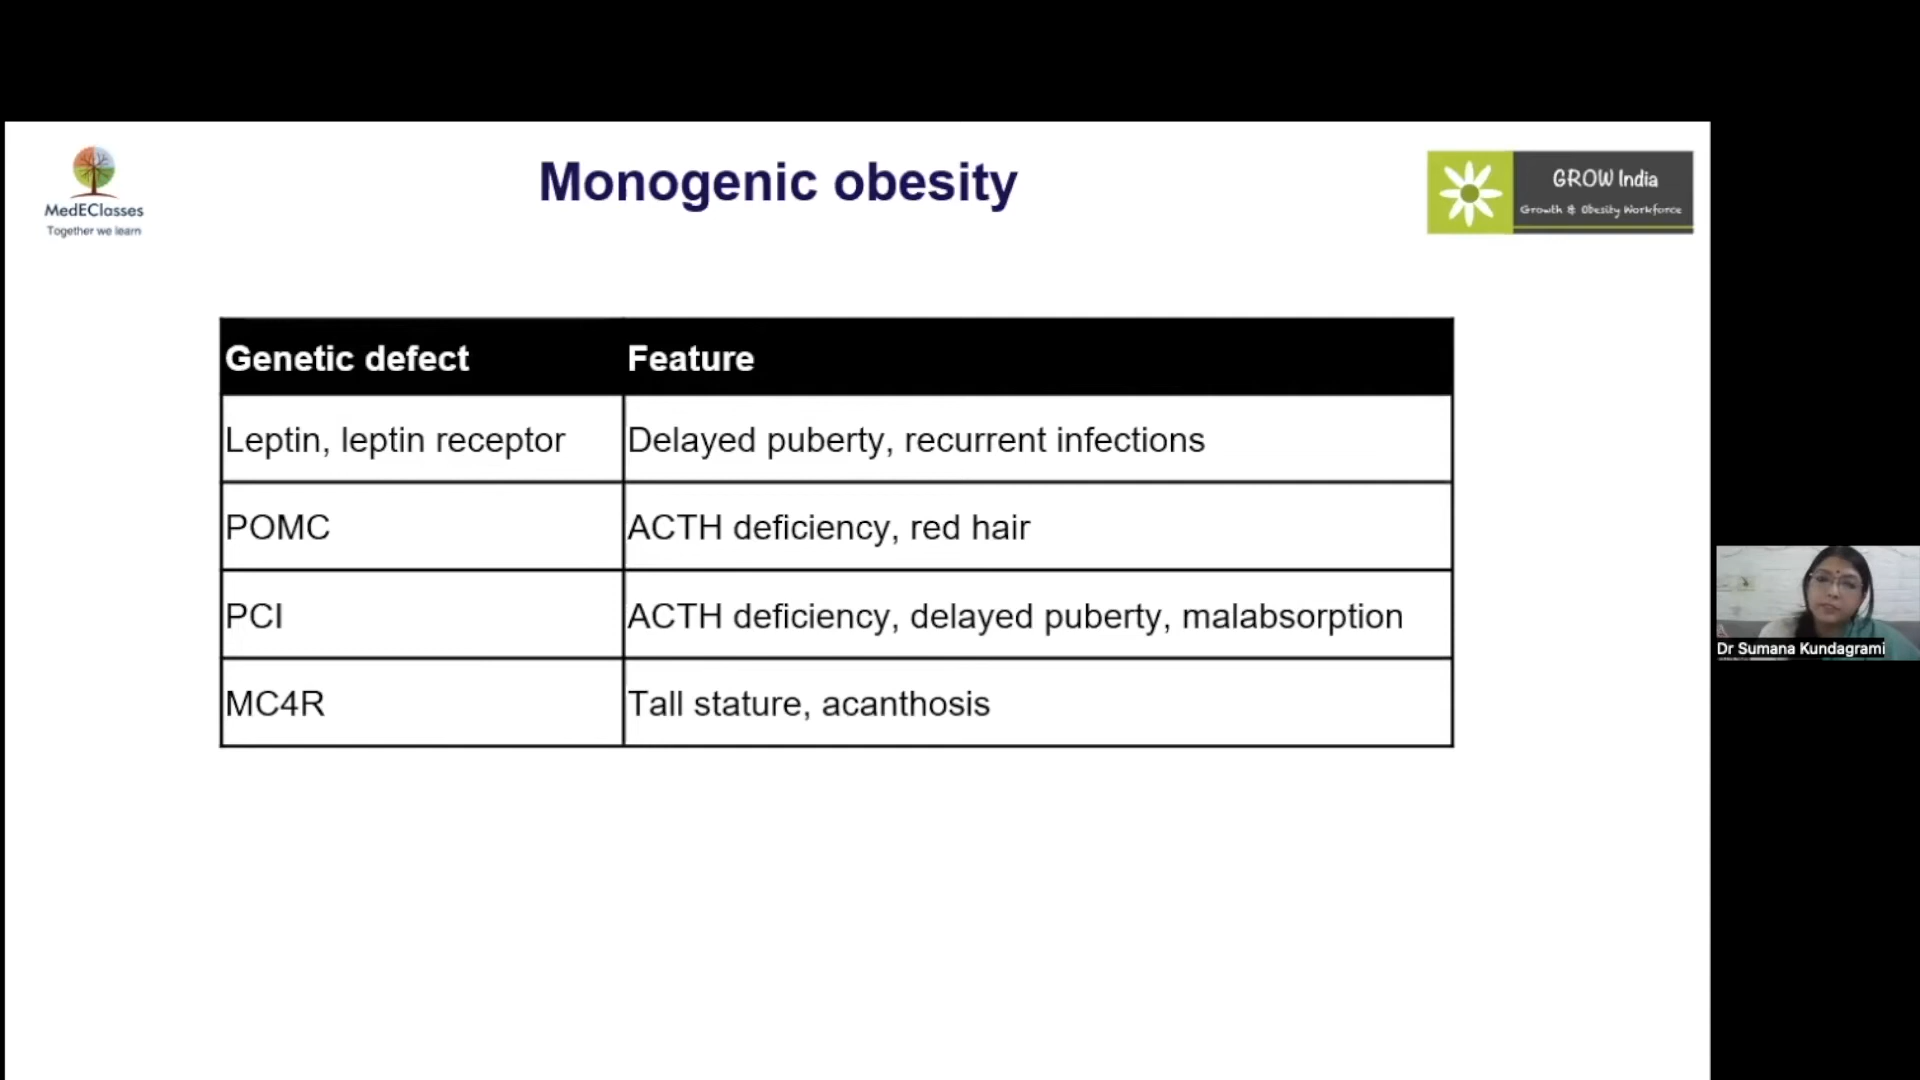 MedEClasses
Together we learn
Monogenic obesity
GROW India
Growth & Obesity Workforce
Genetic defect Feature
Leptin, leptin receptor Delayed puberty, recurrent infections
POMC ACTH deficiency, red hair
PCI ACTH deficiency, delayed puberty, malabsorption
MC4R Tall stature, acanthosis
Dr Sumana Kundagrami